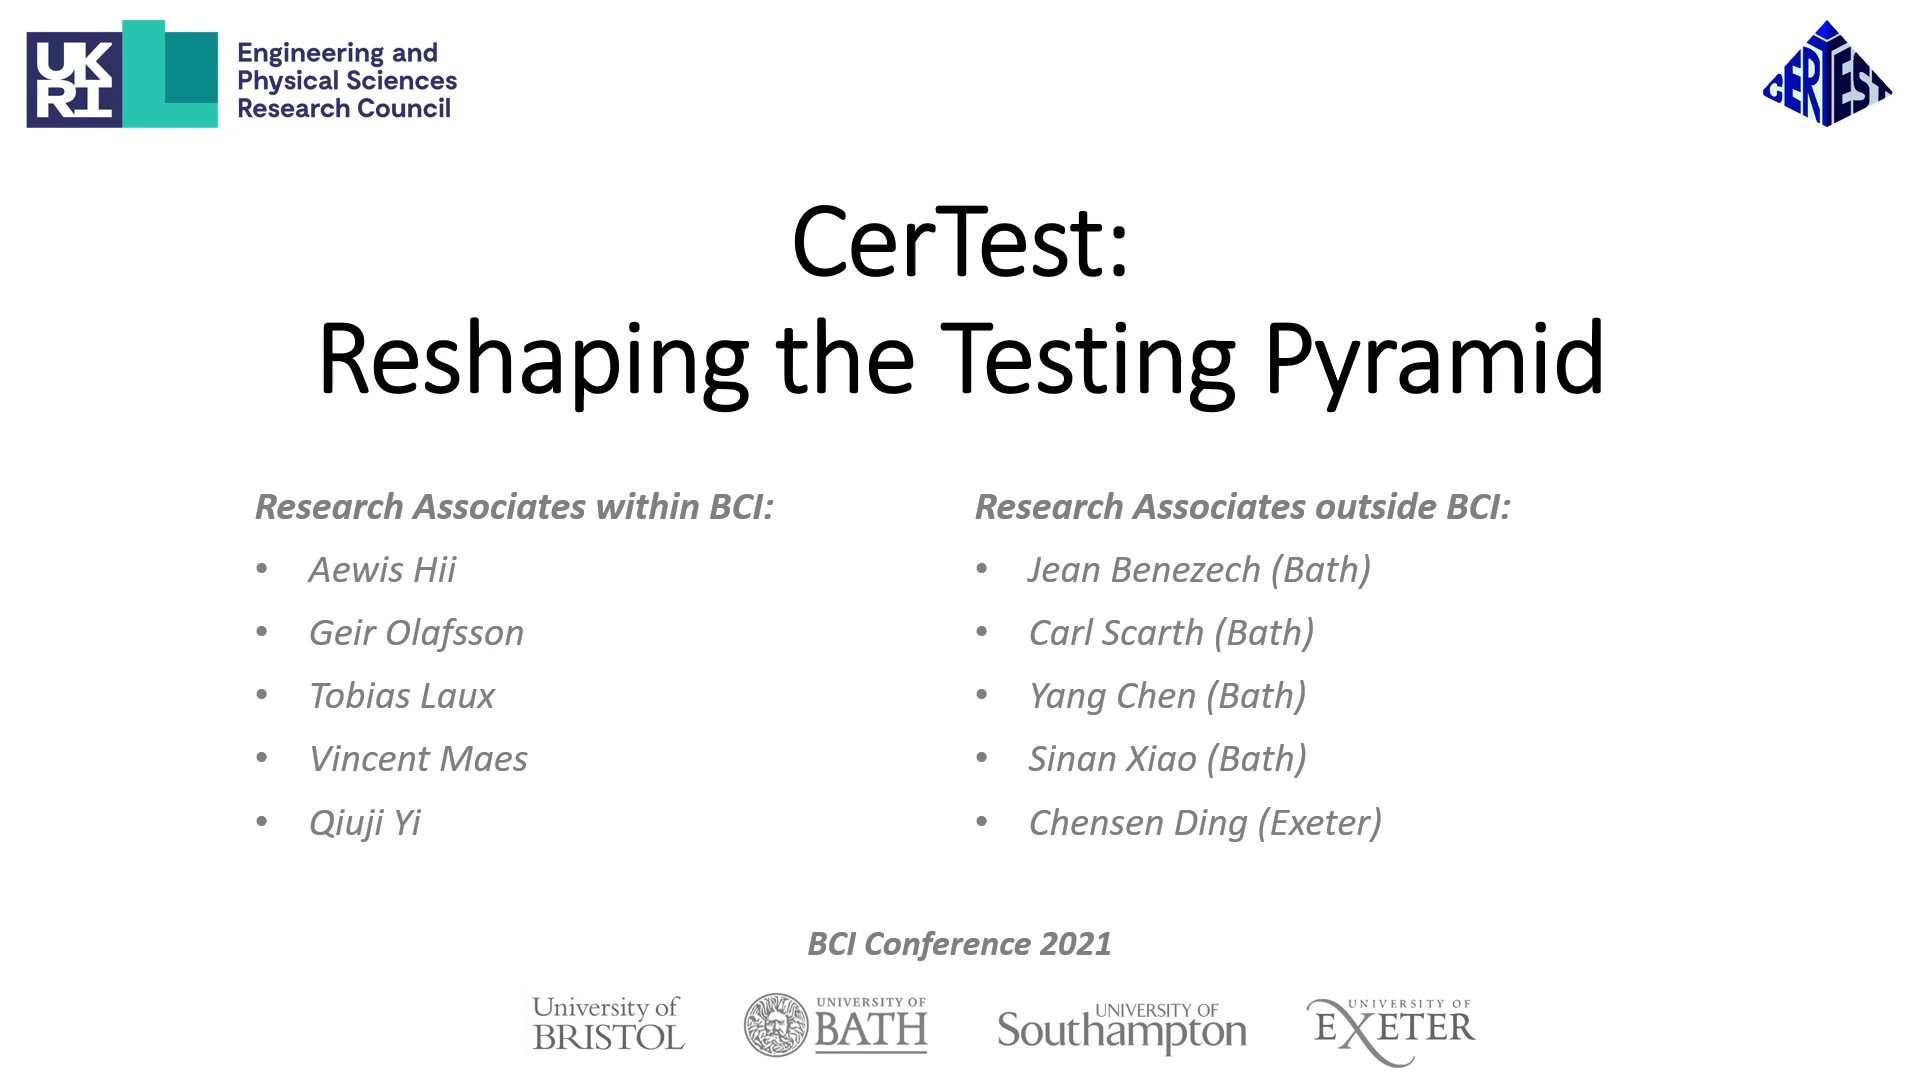 UK
RI
Engineering and
Physical Sciences
Research Council
CERTEST
CerTest:
Reshaping the Testing Pyramid
Research Associates within BCI:
• Aewis Hii
• Geir Olafsson
• Tobias Laux
• Vincent Maes
• Qiuji Yi
Research Associates outside BCI:
• Jean Benezech (Bath)
• Carl Scarth (Bath)
• Yang Chen (Bath)
• Sinan Xiao (Bath)
• Chensen Ding (Exeter)
BCI Conference 2021
University of
BRISTOL
UNIVERSITY OF
BATH
UNIVERSITY OF
Southampton
UNIVERSITY OF
EXETER